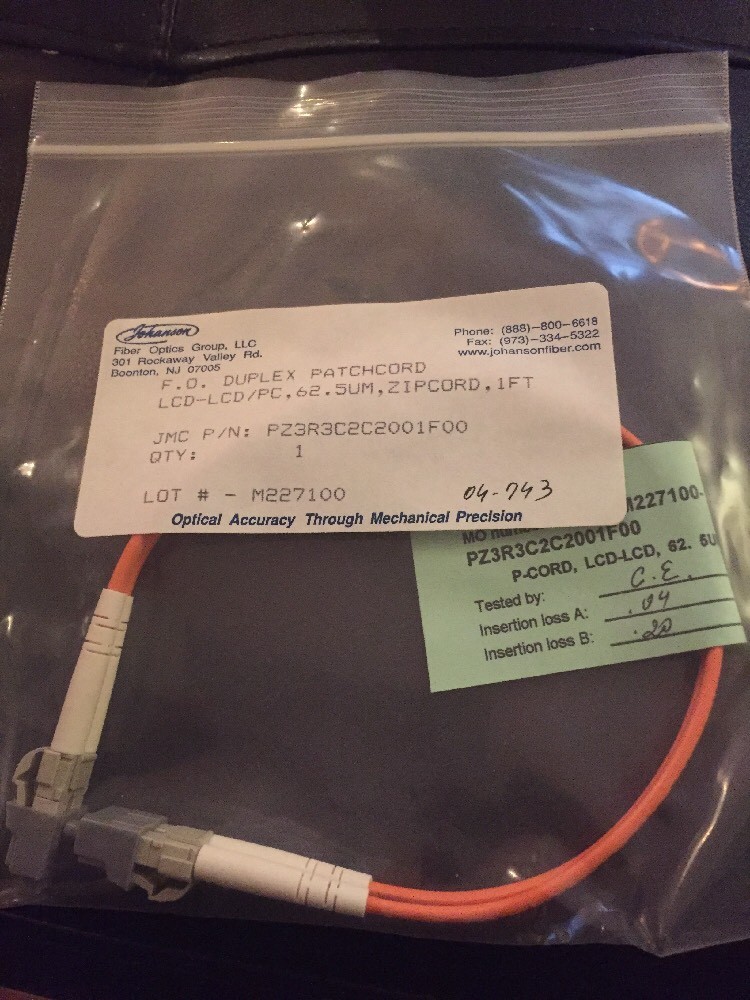 Johanson
Fiber Optics Group, LLC
301 Rockaway Valley Rd.
Boonton, NJ 07005
Phone: (888)-800-6618
Fax: (973)-334-5322
www.johansonfiber.com
F.O. DUPLEX PATCHCORD
LCD-LCD/PC,62.5UM,ZIPCORD,1FT
JMC P/N: PZ3R3C2C2001F00
QTY: 1
LOT # - M227100
04-743
Optical Accuracy Through Mechanical Precision
M227100-
MO
PZ3R3C2C2001F00
P-CORD, LCD-LCD, 62. 5U
Tested by: C.E.
Insertion loss A: .04
Insertion loss B: .20